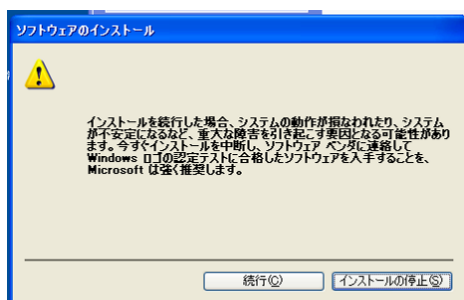 ソフトウェアのインストール
インストールを続行した場合、システムの動作が損なわれたり、システム
が不安定になるなど、重大な障害を引き起こす要因となる可能性があり
ます。今すぐインストールを中断し、ソフトウェア ベンダに連絡して
Windows ロゴの認定テストに合格したソフトウェアを入手することを、
Microsoft は強く推奨します。
続行(C)
インストールの停止(S)